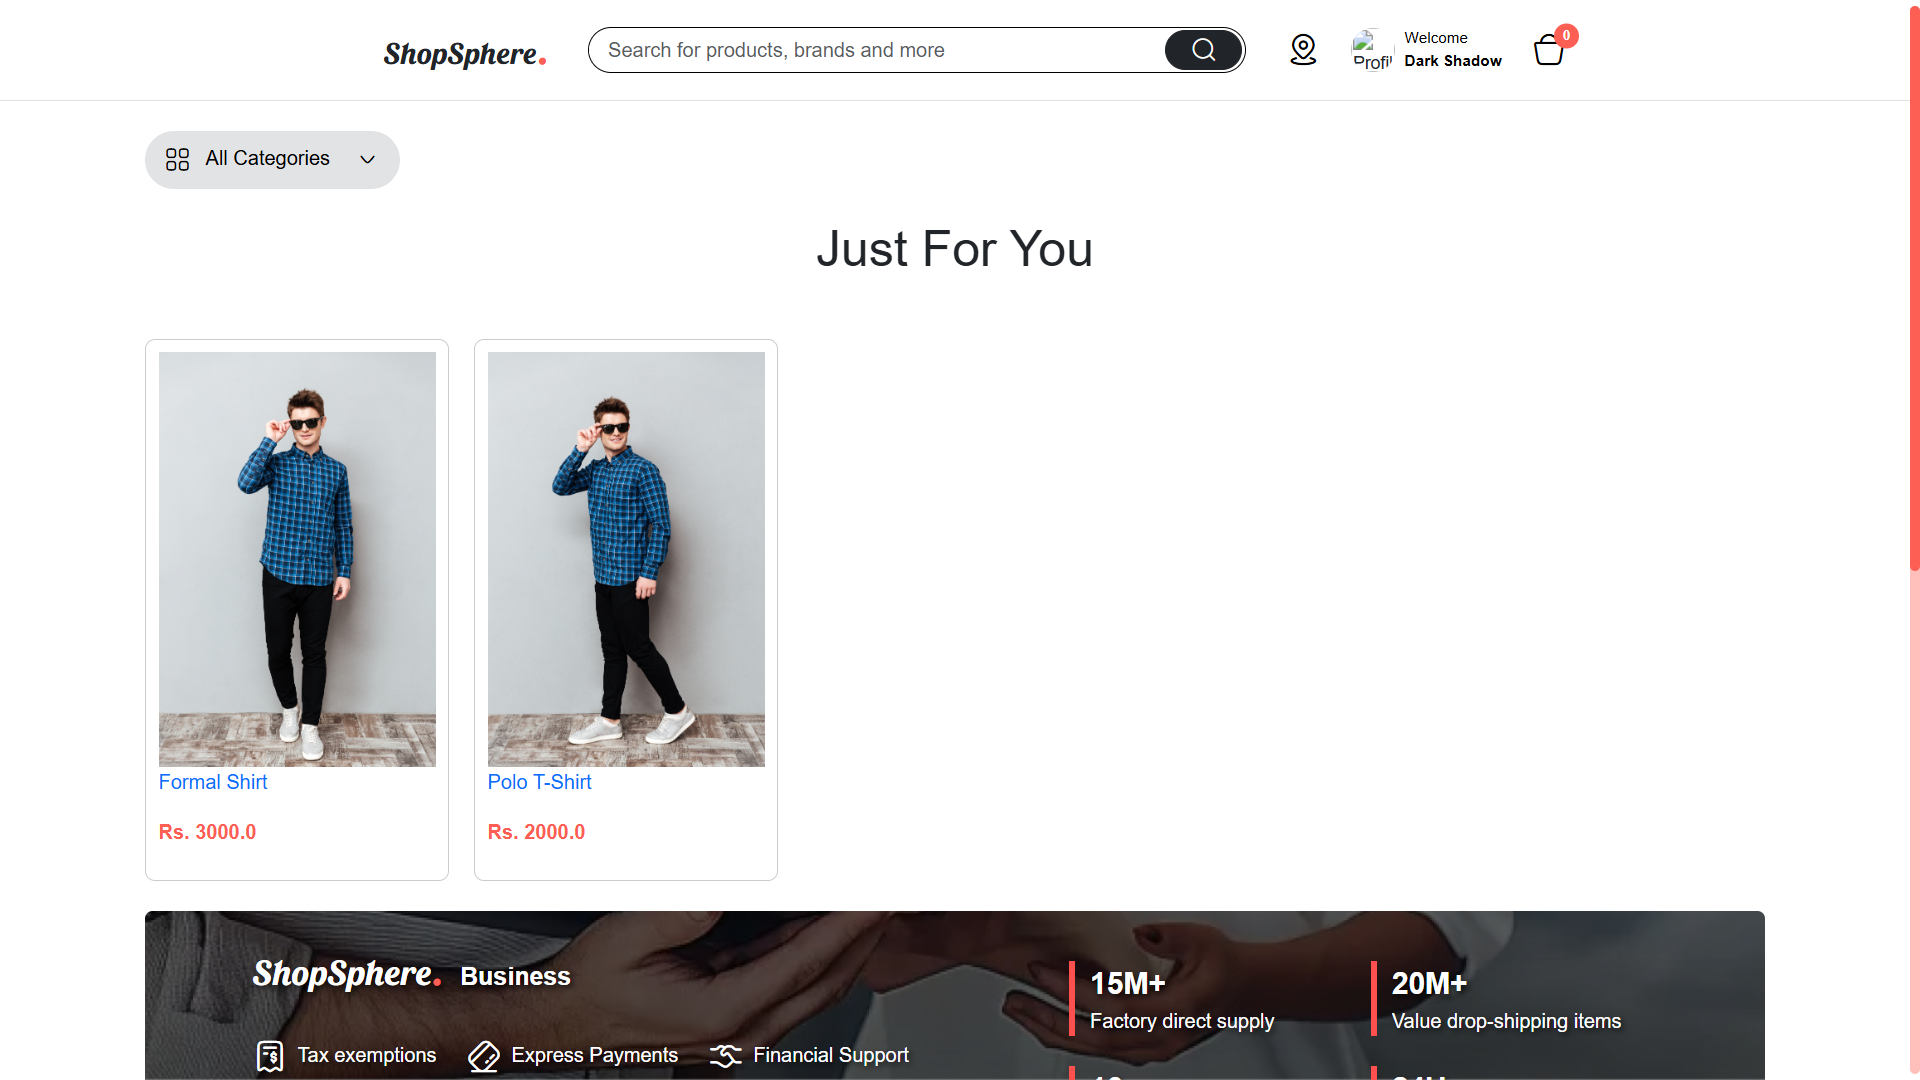 ShopSphere.
Search for products, brands and more
Profil
Welcome
Dark Shadow
0
All Categories
Just For You
Formal Shirt
Rs. 3000.0
Polo T-Shirt
Rs. 2000.0
ShopSphere. Business
Tax exemptions
Express Payments
Financial Support
15M+
Factory direct supply
20M+
Value drop-shipping items